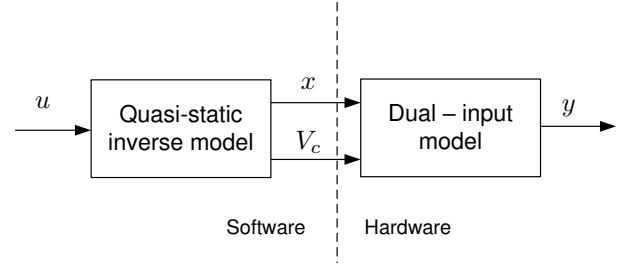 u
Quasi-static
inverse model
x
V_c
Dual – input
model
y
Software
Hardware